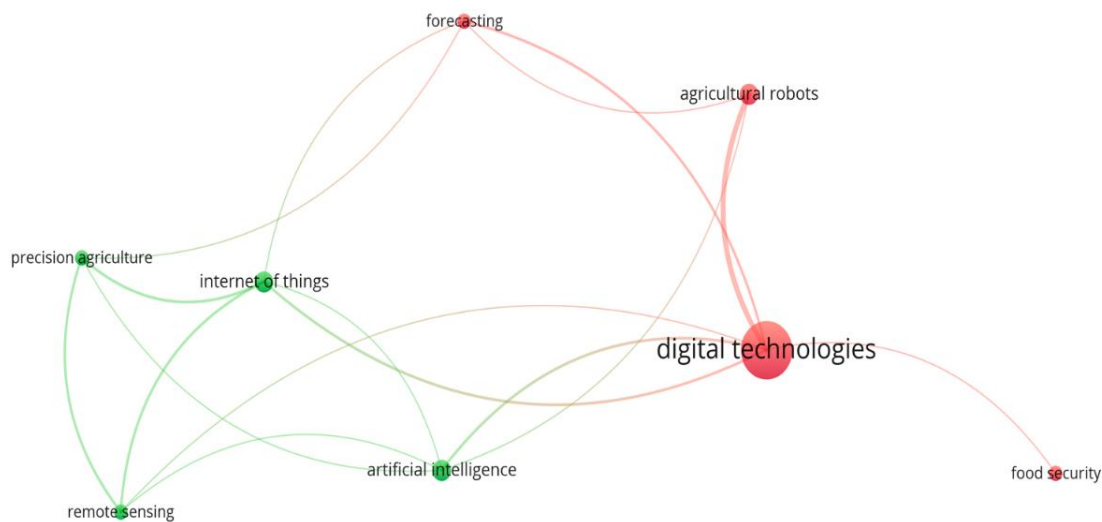 forecasting
agricultural robots
precision agriculture
internet of things
digital technologies
artificial intelligence
food security
remote sensing